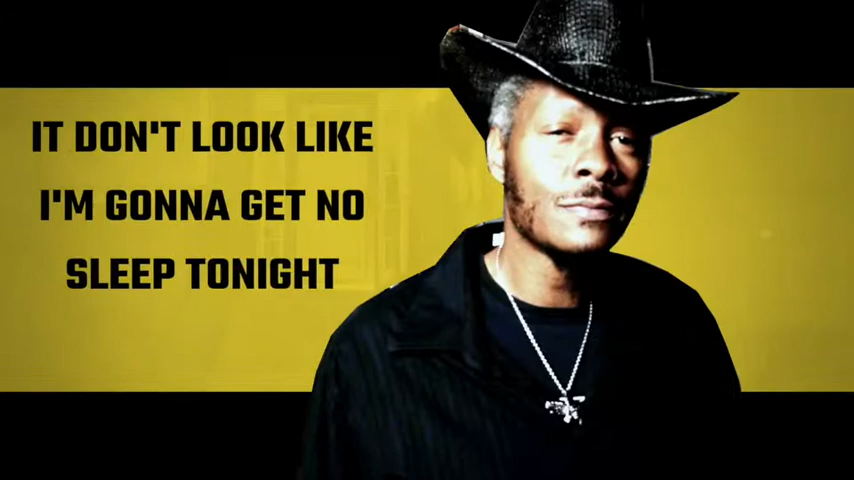 IT DON'T LOOK LIKE
I'M GONNA GET NO
SLEEP TONIGHT